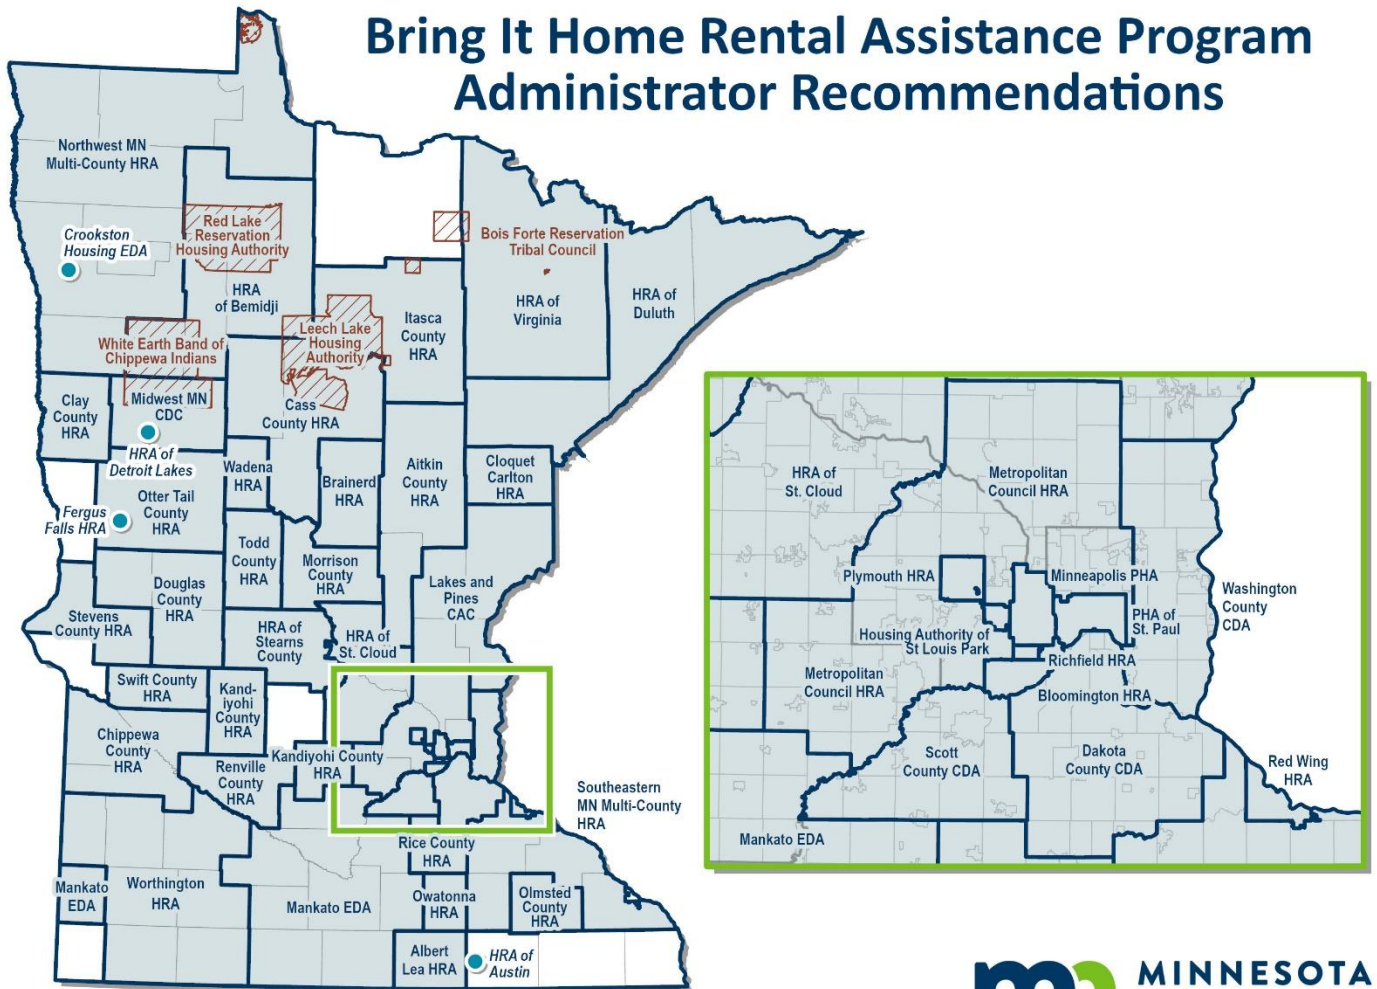 Bring It Home Rental Assistance Program
Administrator Recommendations
Northwest MN
Multi-County HRA
Crookston
Housing EDA
Red Lake
Reservation
Housing Authority
HRA
of Bemidji
Bois Forte Reservation
Tribal Council
HRA of
Virginia
HRA of
Duluth
Itasca
County
HRA
Leech Lake
Housing
Authority
White Earth Band of
Chippewa Indians
Clay
County
HRA
Midwest MN
CDC
HRA of
Detroit Lakes
Cass
County HRA
Wadena
HRA
Brainerd
HRA
Aitkin
County
HRA
Cloquet
Carlton
HRA
Otter Tail
County
HRA
Fergus
Falls HRA
Todd
County
HRA
Morrison
County
HRA
Lakes and
Pines
CAC
Douglas
County
HRA
Stevens
County HRA
HRA of
Stearns
County
HRA of
St. Cloud
Swift County
HRA
Kand-
iyohi
County
HRA
Chippewa
County
HRA
Renville
County
HRA
Kandiyohi County
HRA
Southeastern
MN Multi-County
HRA
Rice County
HRA
Mankato
EDA
Worthington
HRA
Mankato EDA
Owatonna
HRA
Olmsted
County
HRA
Albert
Lea HRA
HRA of
Austin
HRA of
St. Cloud
Metropolitan
Council HRA
Plymouth HRA
Minneapolis PHA
Washington
County
CDA
PHA of
St. Paul
Housing Authority of
St Louis Park
Richfield HRA
Metropolitan
Council HRA
Bloomington HRA
Scott
County CDA
Dakota
County CDA
Red Wing
HRA
Mankato EDA
MINNESOTA